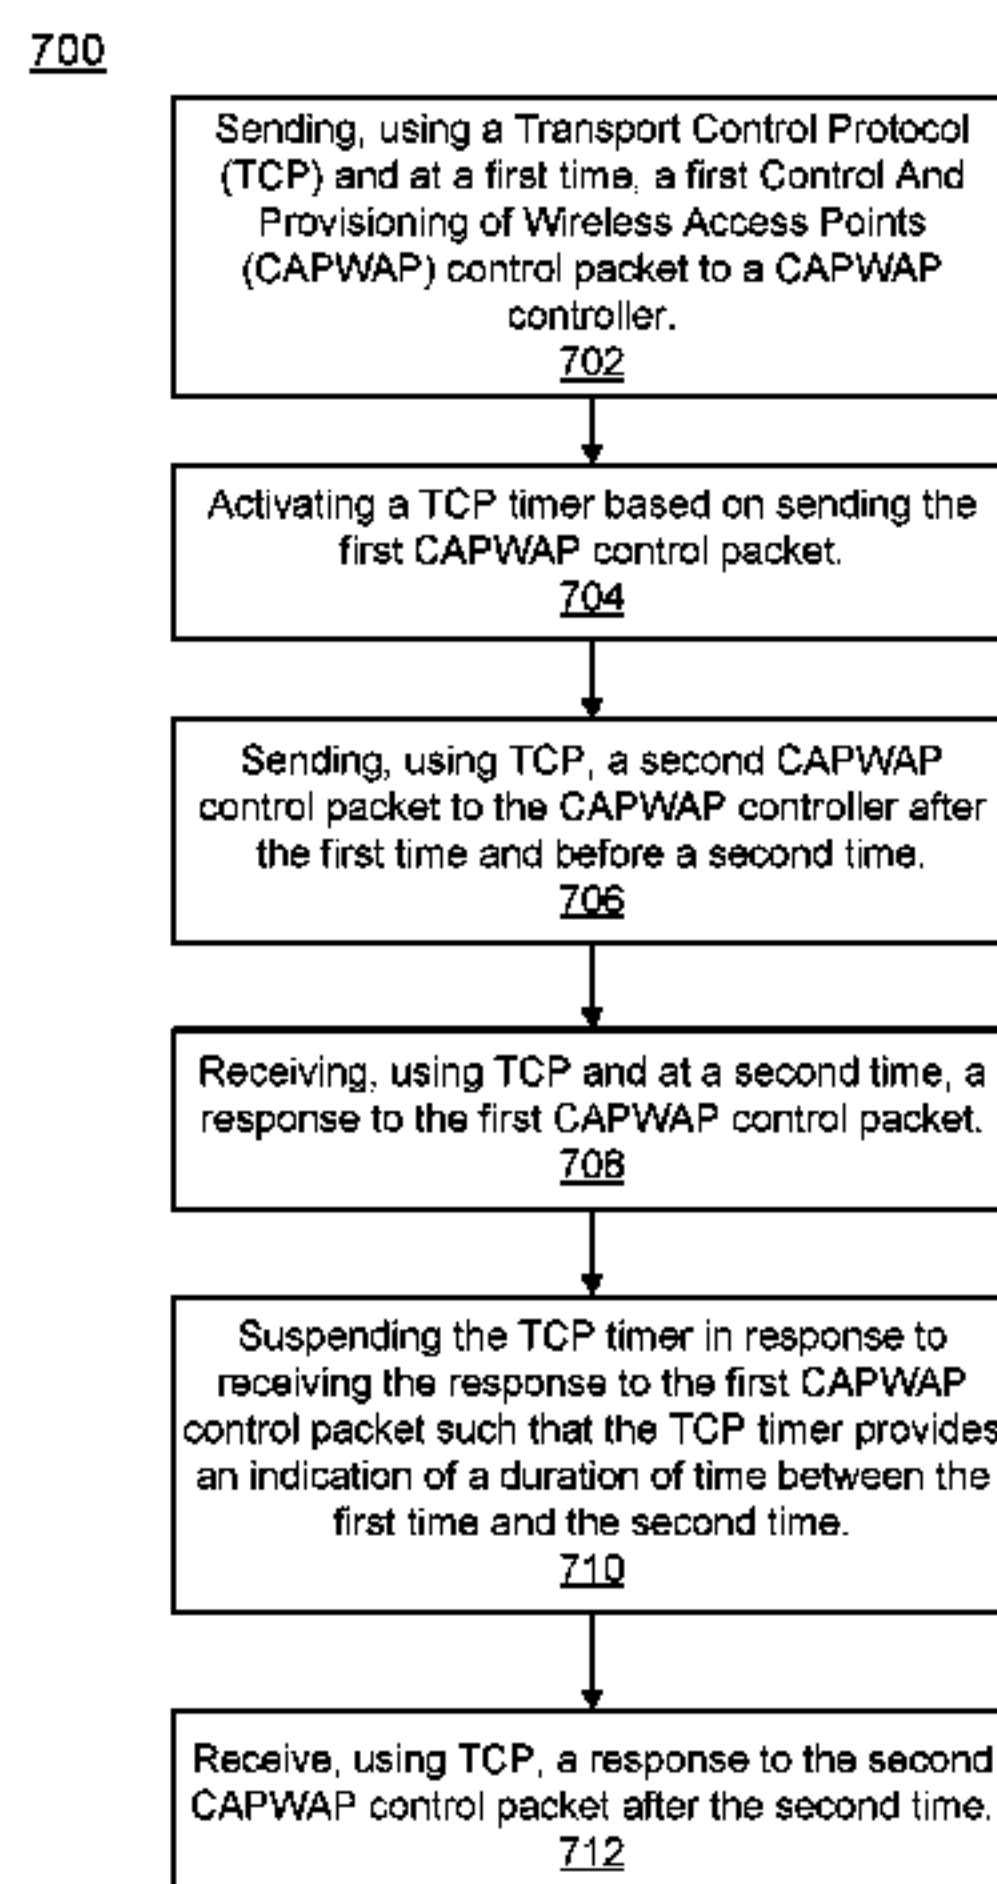 700
Sending, using a Transport Control Protocol
(TCP) and at a first time, a first Control And
Provisioning of Wireless Access Points
(CAPWAP) control packet to a CAPWAP
controller.
702
Activating a TCP timer based on sending the
first CAPWAP control packet.
704
Sending, using TCP, a second CAPWAP
control packet to the CAPWAP controller after
the first time and before a second time.
706
Receiving, using TCP and at a second time, a
response to the first CAPWAP control packet.
708
Suspending the TCP timer in response to
receiving the response to the first CAPWAP
control packet such that the TCP timer provides
an indication of a duration of time between the
first time and the second time.
710
Receive, using TCP, a response to the second
CAPWAP control packet after the second time.
712